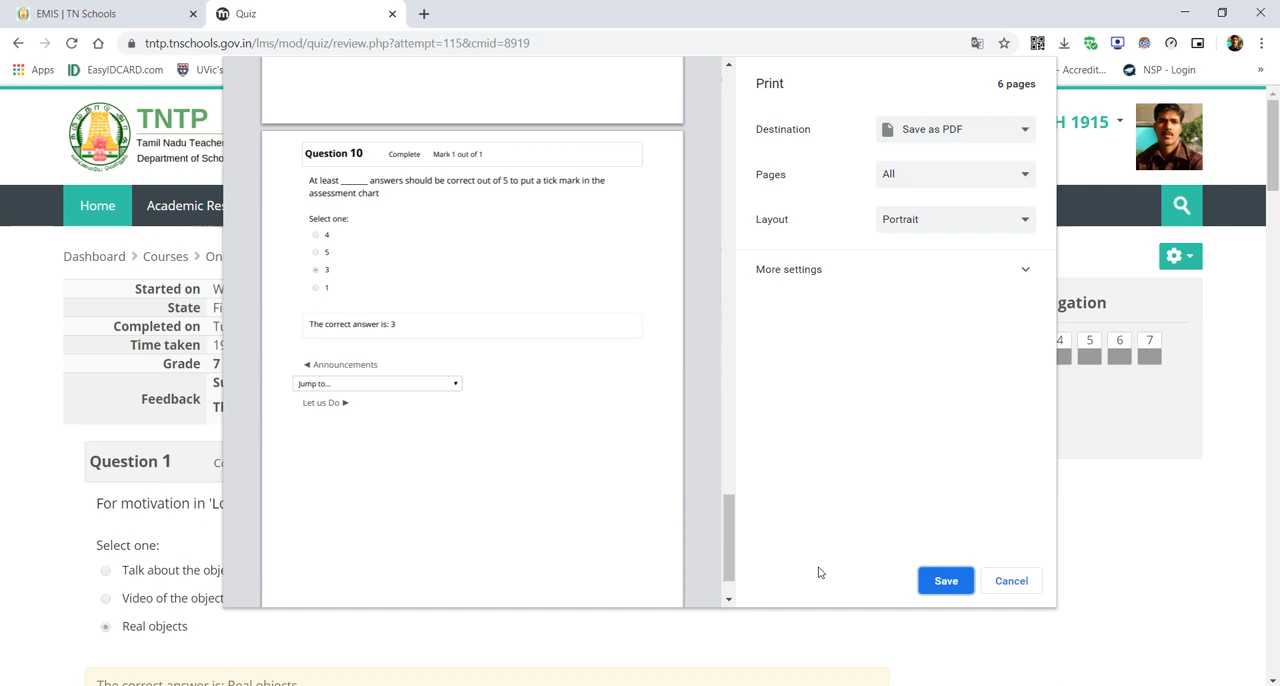 EMIS | TN Schools
Quiz
tntp.tnschools.gov.in/lms/mod/quiz/review.php?attempt=115&cmid=8919
Apps
EasyIDCARD.com
UVic's
Accredit...
NSP - Login
»
TNTP
Tamil Nadu Teacher
Department of Scho
H 1915
Home
Academic Res
Dashboard
Courses
On
Started on
State
Fi
Completed on
Tu
Time taken
19
Grade
7
Feedback
Su
Th
Question 1
For motivation in 'Lo
Select one:
Talk about the obje
Video of the object
Real objects
The correct answer is: Real objects
Question 10
Complete
Mark 1 out of 1
At least _______ answers should be correct out of 5 to put a tick mark in the
assessment chart
Select one:
4
5
3
1
The correct answer is: 3
◄ Announcements
Jump to...
Let us Do ►
Print
6 pages
Destination
Save as PDF
Pages
All
Layout
Portrait
More settings
Save
Cancel
gation
4
5
6
7